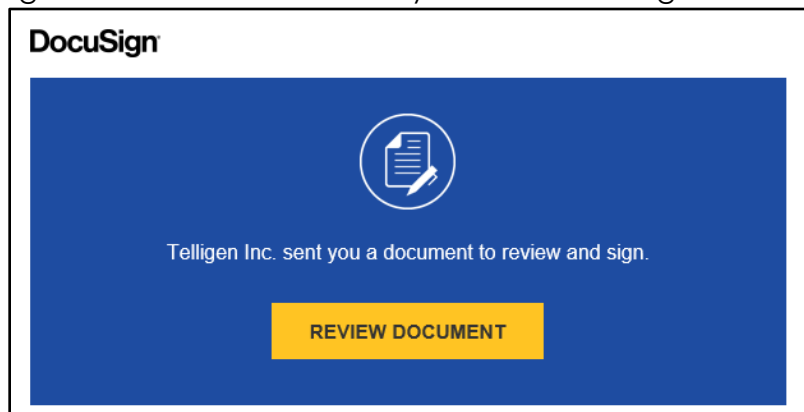 DocuSign
Telligen Inc. sent you a document to review and sign.
REVIEW DOCUMENT